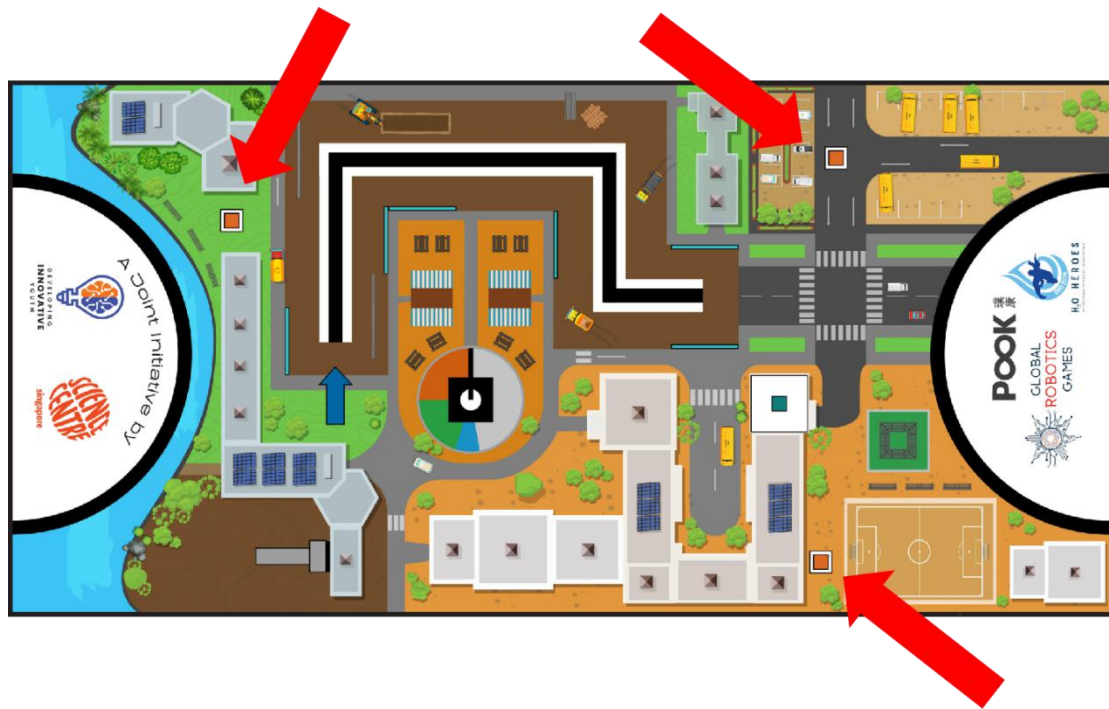 A Joint Initiative by
DEVELOPING
INNOVATIVE
YOUTH
SCIENCE
CENTRE
singapore
POOK
H₂O HEROES
GLOBAL
ROBOTICS
GAMES